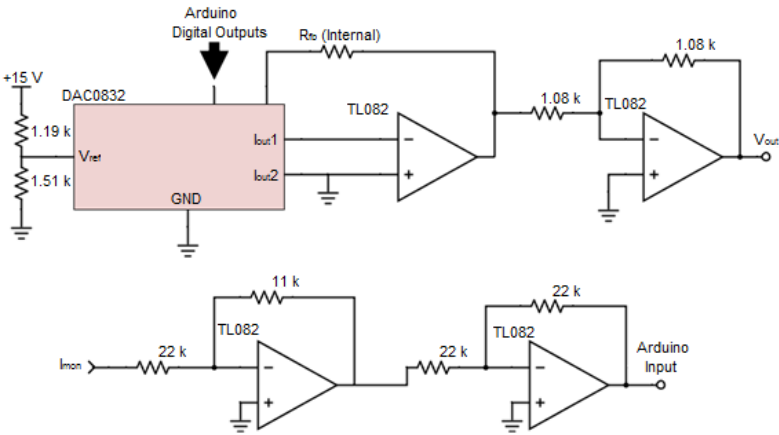 Arduino
Digital Outputs
Rfb (Internal)
1.08 k
+15 V
DAC0832
TL082
1.08 k
TL082
1.19 k
Iout1
Vref
Vout
1.51 k
Iout2
GND
11 k
22 k
TL082
TL082
Imon
22 k
22 k
Arduino
Input